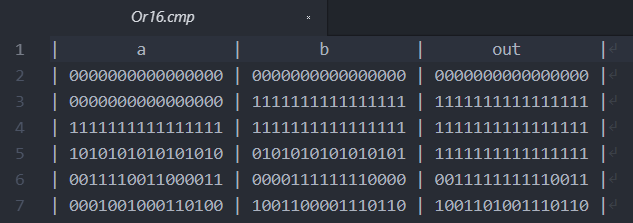 Or16.cmp ×
1 |        a         |        b         |       out        |↵
2 | 0000000000000000 | 0000000000000000 | 0000000000000000 |↵
3 | 0000000000000000 | 1111111111111111 | 1111111111111111 |↵
4 | 1111111111111111 | 1111111111111111 | 1111111111111111 |↵
5 | 1010101010101010 | 0101010101010101 | 1111111111111111 |↵
6 | 0011110011000011 | 0000111111110000 | 0011111111110011 |↵
7 | 0001001000110100 | 1001100001110110 | 1001101001110110 |↵